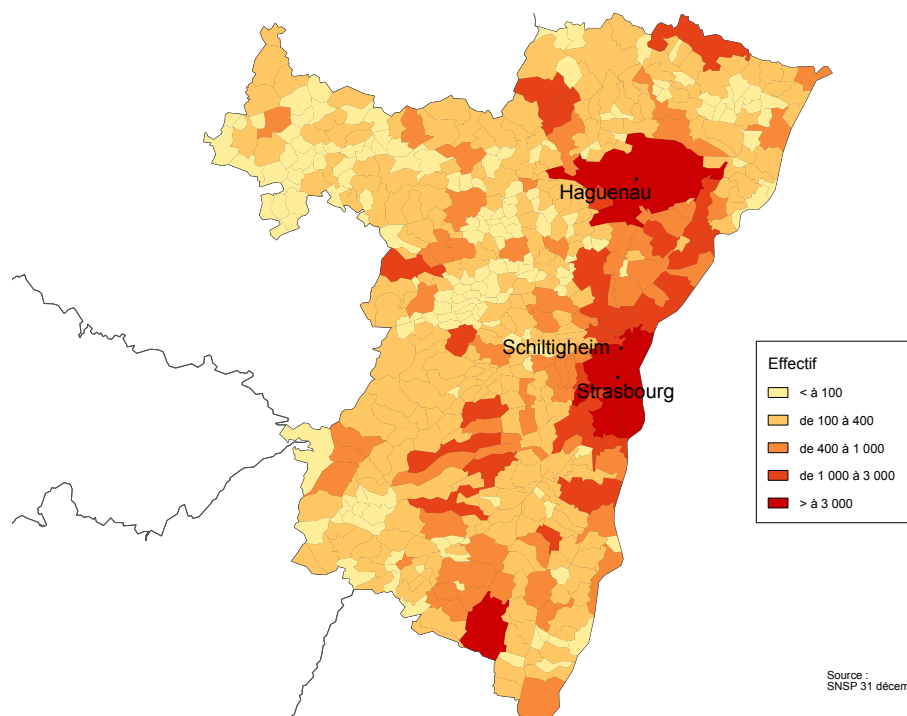 Haguenau
Schiltigheim
Strasbourg
Effectif
< à 100
de 100 à 400
de 400 à 1 000
de 1 000 à 3 000
> à 3 000
Source :
SNSP 31 décem